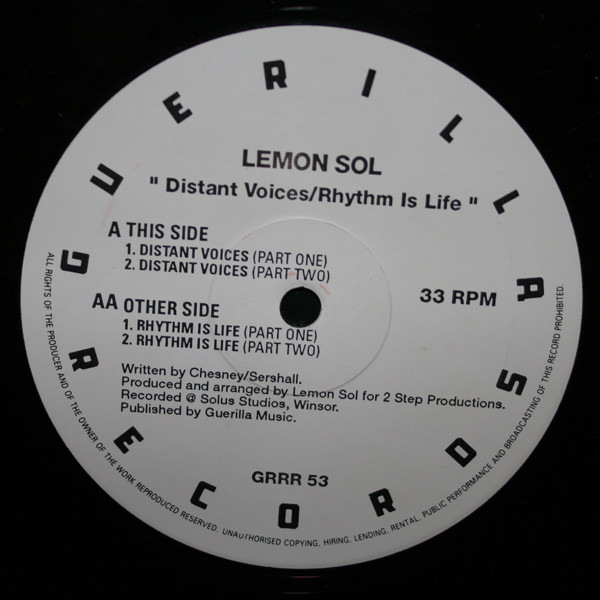 GUERILLA RECORDS
LEMON SOL
" Distant Voices/Rhythm Is Life "
A THIS SIDE
1. DISTANT VOICES (PART ONE)
2. DISTANT VOICES (PART TWO)
33 RPM
AA OTHER SIDE
1. RHYTHM IS LIFE (PART ONE)
2. RHYTHM IS LIFE (PART TWO)
Written by Chesney/Sershall.
Produced and arranged by Lemon Sol for 2 Step Productions.
Recorded @ Solus Studios, Winsor.
Published by Guerilla Music.
GRRR 53
ALL RIGHTS OF THE PRODUCER AND OF THE OWNER OF THE WORK REPRODUCED RESERVED. UNAUTHORISED COPYING, HIRING, LENDING, RENTAL, PUBLIC PERFORMANCE AND BROADCASTING OF THIS RECORD PROHIBITED.